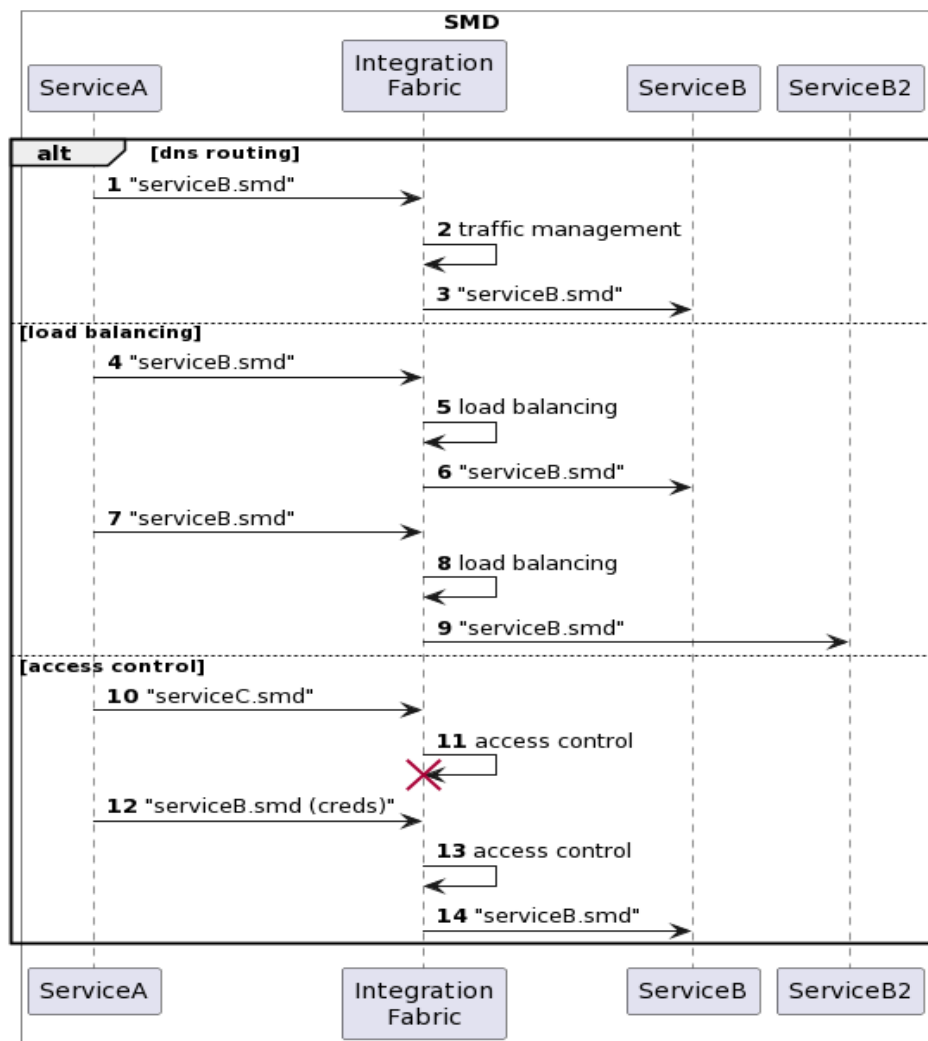 SMD
ServiceA
Integration
Fabric
ServiceB
ServiceB2
alt
[dns routing]
1 "serviceB.smd"
2 traffic management
3 "serviceB.smd"
[load balancing]
4 "serviceB.smd"
5 load balancing
6 "serviceB.smd"
7 "serviceB.smd"
8 load balancing
9 "serviceB.smd"
[access control]
10 "serviceC.smd"
11 access control
12 "serviceB.smd (creds)"
13 access control
14 "serviceB.smd"
ServiceA
Integration
Fabric
ServiceB
ServiceB2